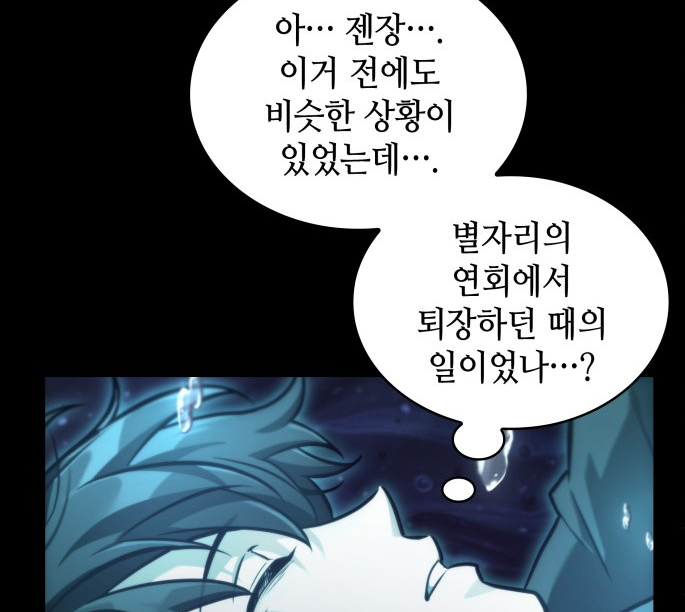 아… 젠장….
이거 전에도
비슷한 상황이
있었는데….
별자리의
연회에서
퇴장하던 때의
일이었나…?